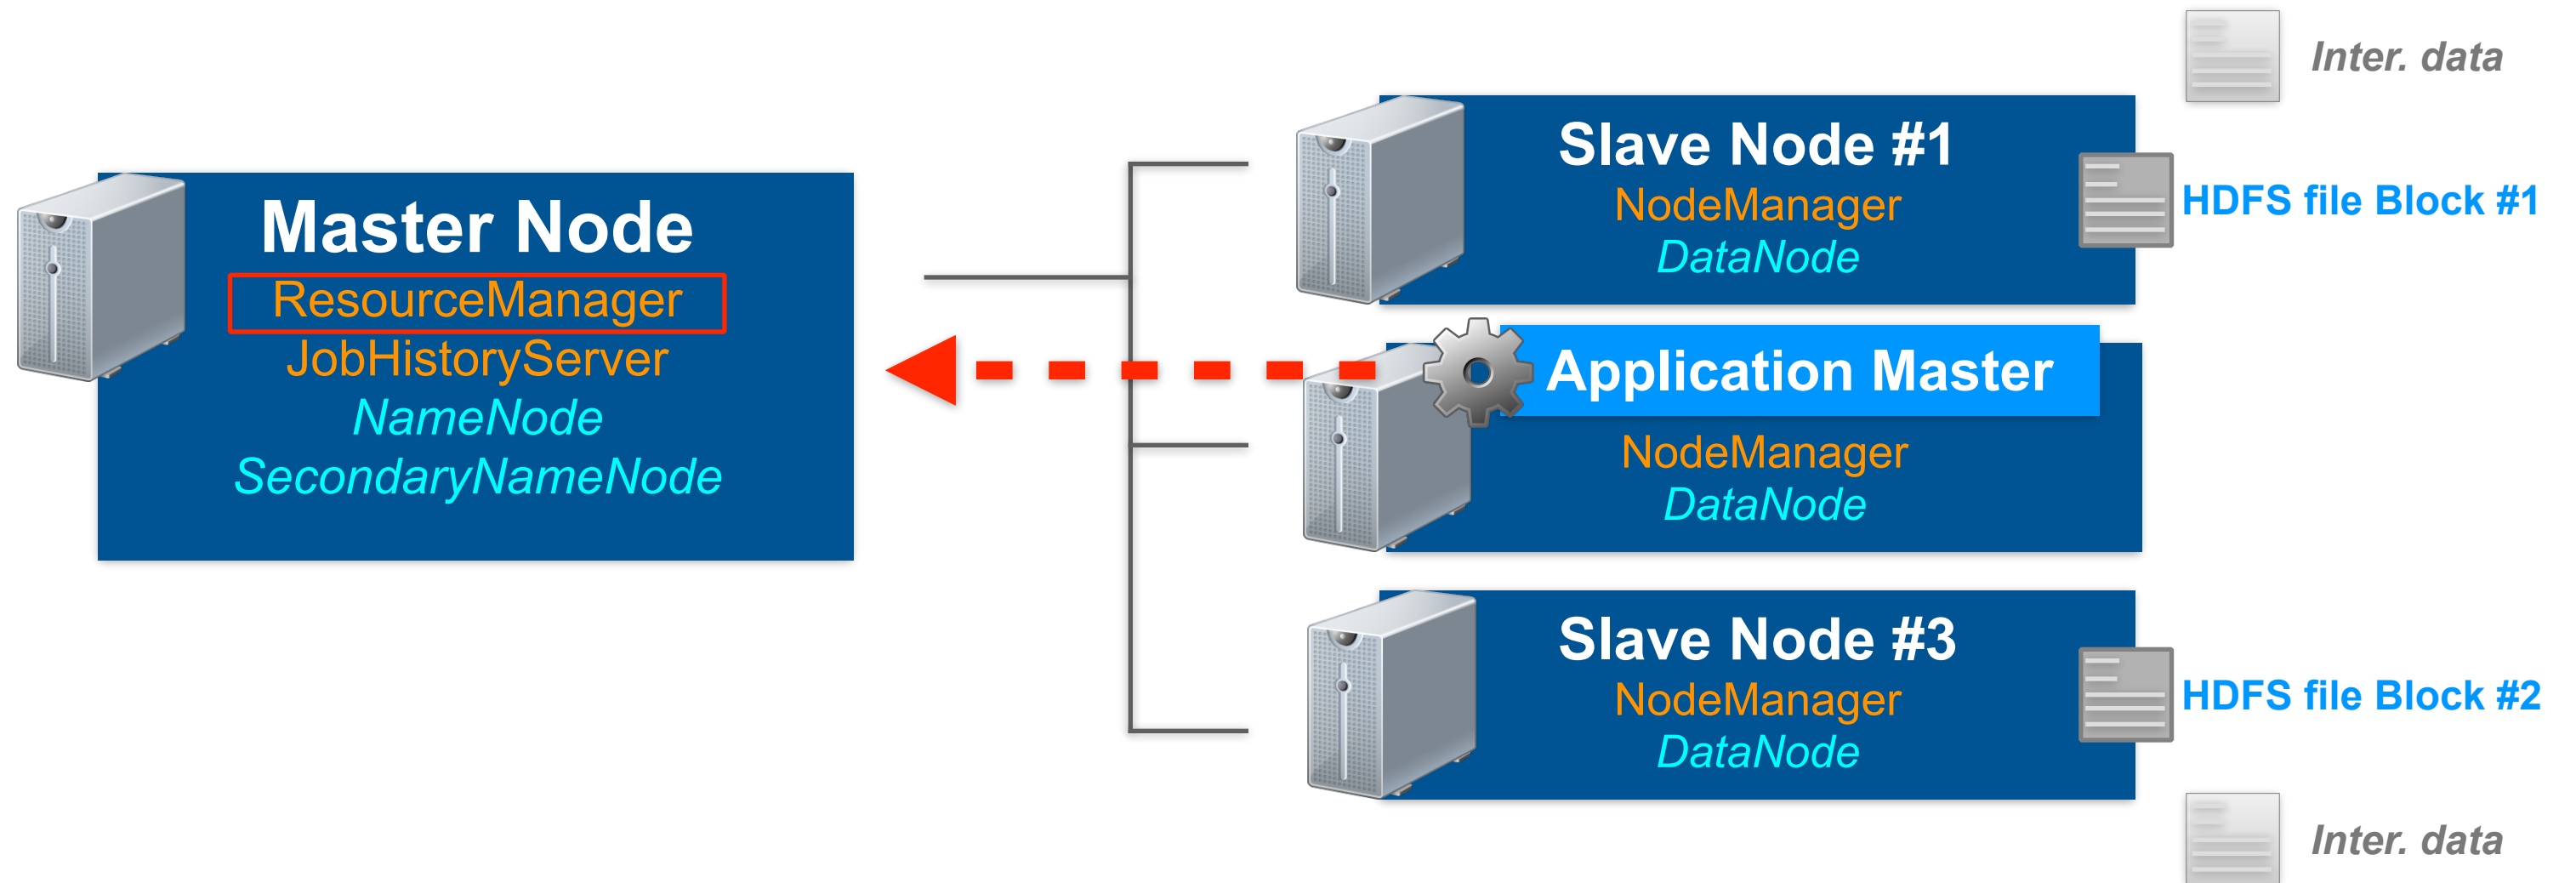 Master Node
ResourceManager
JobHistoryServer
NameNode
SecondaryNameNode
Inter. data
Slave Node #1
NodeManager
DataNode
HDFS file Block #1
Application Master
NodeManager
DataNode
Slave Node #3
NodeManager
DataNode
HDFS file Block #2
Inter. data